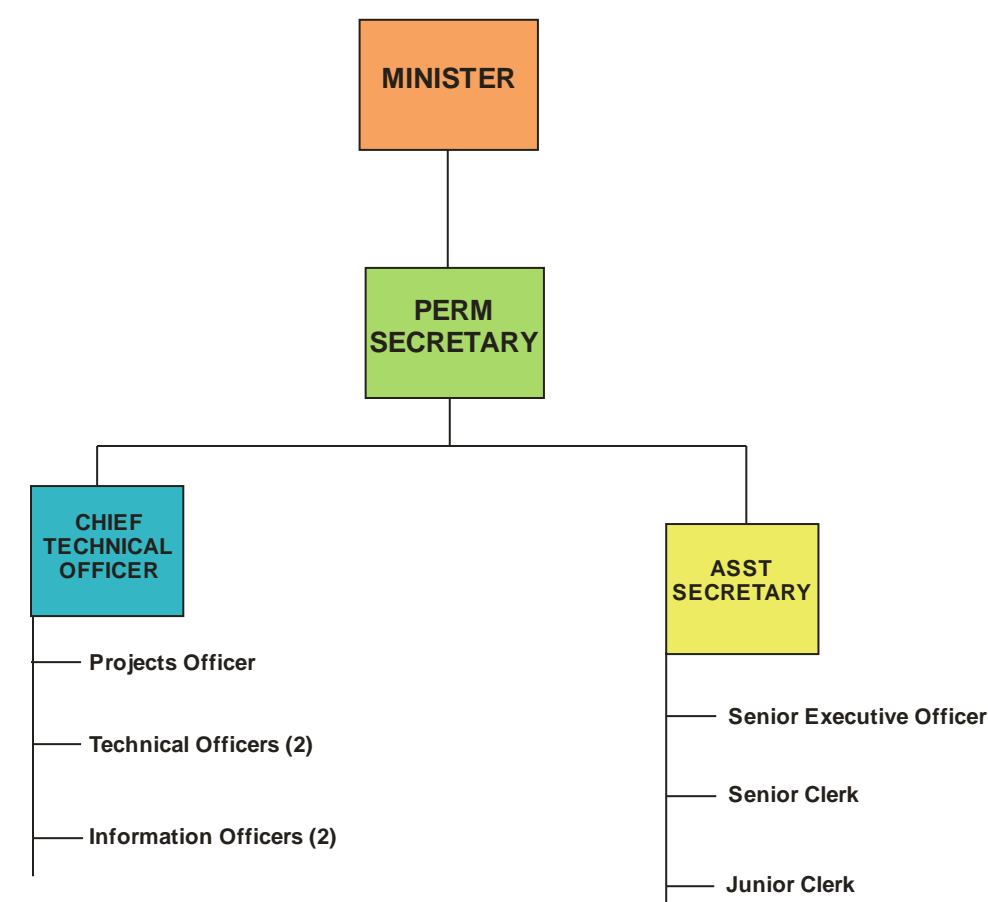 MINISTER
PERM
SECRETARY
CHIEF
TECHNICAL
OFFICER
Projects Officer
Technical Officers (2)
Information Officers (2)
ASST
SECRETARY
Senior Executive Officer
Senior Clerk
Junior Clerk